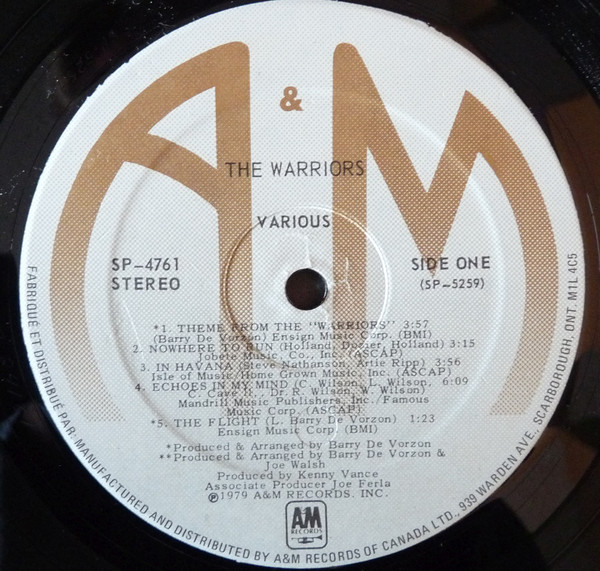 A & M
THE WARRIORS
VARIOUS
SP-4761
STEREO
SIDE ONE
(SP-5259)
*1. THEME FROM THE "WARRIORS" 3:57
(Barry De Vorzon) Ensign Music Corp. (BMI)
2. NOWHERE TO RUN (Holland, Dozier, Holland) 3:15
Jobete Music, Co., Inc. (ASCAP)
3. IN HAVANA (Steve Nathanson, Artie Ripp) 3:56
Isle of Music/Home Grown Music, Inc. (ASCAP)
4. ECHOES IN MY MIND (C. Wilson, L. Wilson, 6:09
C. Cave II., Dr. R. Wilson, W. Wilson)
Mandrill Music Publishers, Inc./Famous
Music Corp. (ASCAP)
*5. THE FLIGHT (L. Barry De Vorzon) 1:23
Ensign Music Corp. (BMI)
*Produced & Arranged by Barry De Vorzon
**Produced & Arranged by Barry De Vorzon &
Joe Walsh
Produced by Kenny Vance
Associate Producer Joe Ferla
℗1979 A&M RECORDS. INC.
A&M
RECORDS
FABRIQUÉ ET DISTRIBUÉ PAR: MANUFACTURED AND DISTRIBUTED BY A&M RECORDS OF CANADA LTD., 939 WARDEN AVE., SCARBOROUGH, ONT. M1L 4C5